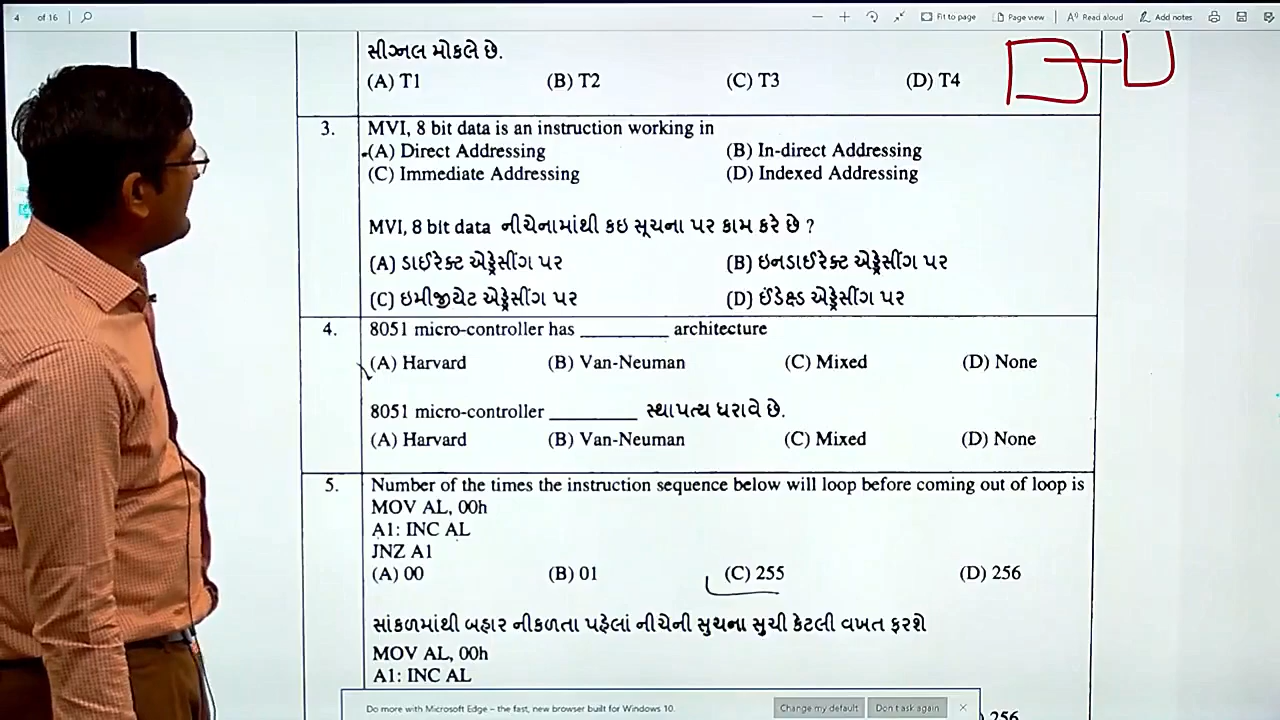 4 of 16
Fit to page Page view Read aloud Add notes
સીગ્નલ મોકલે છે.
(A) T1 (B) T2 (C) T3 (D) T4
3. MVI, 8 bit data is an instruction working in
(A) Direct Addressing (B) In-direct Addressing
(C) Immediate Addressing (D) Indexed Addressing
MVI, 8 bit data નીચેનામાંથી કઇ સૂચના પર કામ કરે છે ?
(A) ડાઈરેક્ટ એડ્રેસીંગ પર (B) ઇનડાઈરેક્ટ એડ્રેસીંગ પર
(C) ઇમીજીયેટ એડ્રેસીંગ પર (D) ઈંડેક્ષ્ડ એડ્રેસીંગ પર
4. 8051 micro-controller has ________ architecture
(A) Harvard (B) Van-Neuman (C) Mixed (D) None
8051 micro-controller ________ સ્થાપત્ય ધરાવે છે.
(A) Harvard (B) Van-Neuman (C) Mixed (D) None
5. Number of the times the instruction sequence below will loop before coming out of loop is
MOV AL, 00h
A1: INC AL
JNZ A1
(A) 00 (B) 01 (C) 255 (D) 256
સાંકળમાંથી બહાર નીકળતા પહેલાં નીચેની સુચના સુચી કેટલી વખત ફરશે
MOV AL, 00h
A1: INC AL
Do more with Microsoft Edge – the fast, new browser built for Windows 10. Change my default Don't ask again
) 256